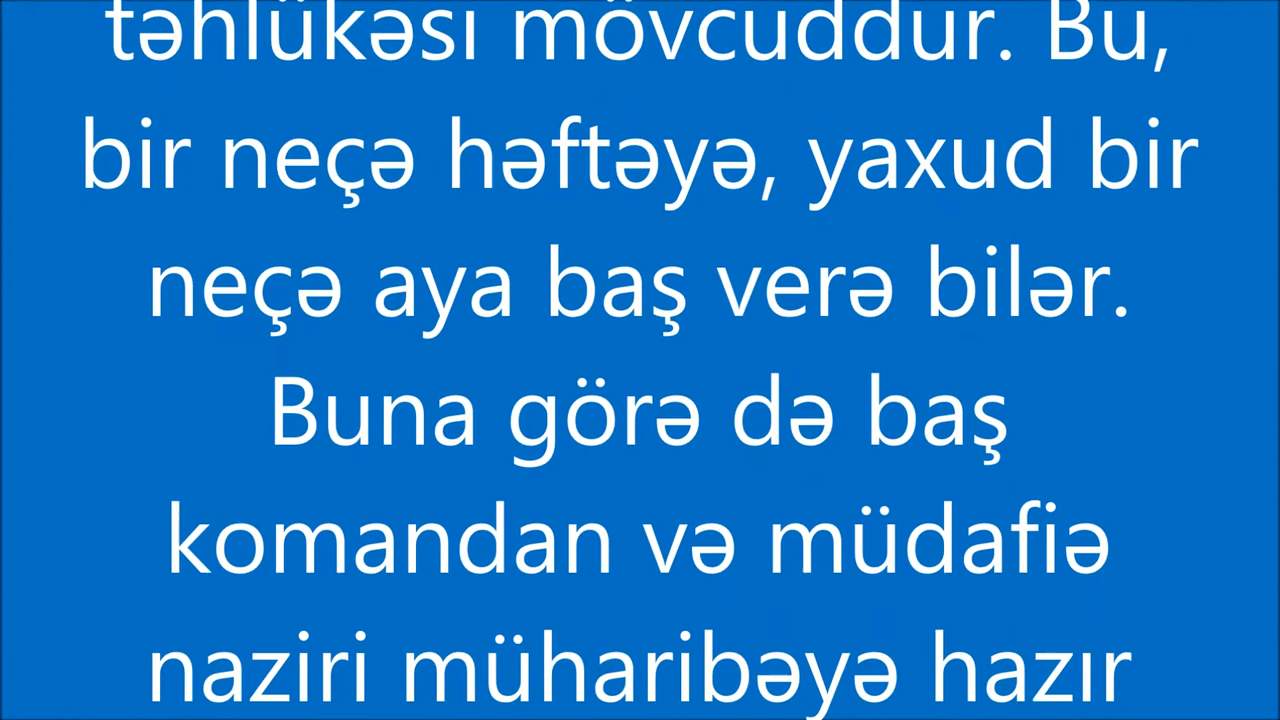 təhlükəsi mövcuddur. Bu,
bir neçə həftəyə, yaxud bir
neçə aya baş verə bilər.
Buna görə də baş
komandan və müdafiə
naziri müharibəyə hazır